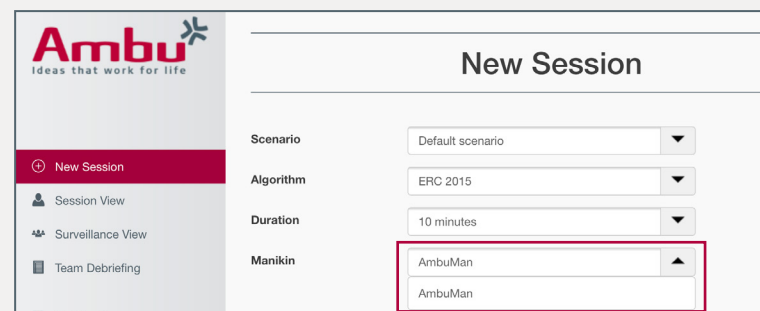 Ambu
Ideas that work for life
New Session
New Session
Session View
Surveillance View
Team Debriefing
Scenario
Default scenario
Algorithm
ERC 2015
Duration
10 minutes
Manikin
AmbuMan
AmbuMan